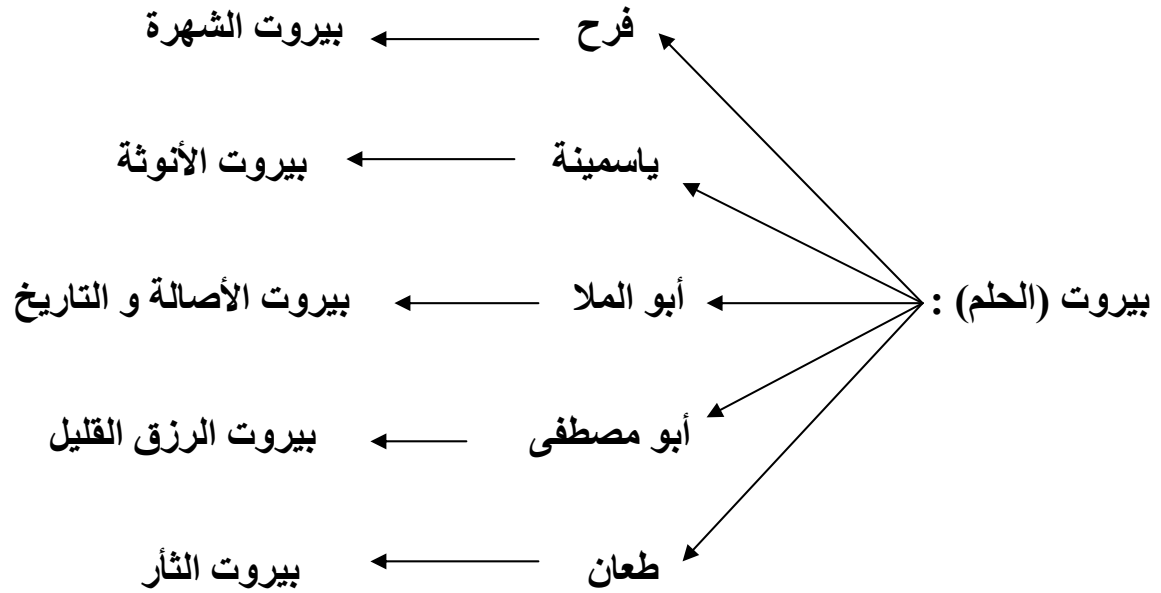 فرح بيروت الشهرة
ياسمينة بيروت الأنوثة
بيروت (الحلم) : أبو الملا بيروت الأصالة و التاريخ
أبو مصطفى بيروت الرزق القليل
طعان بيروت الثأر